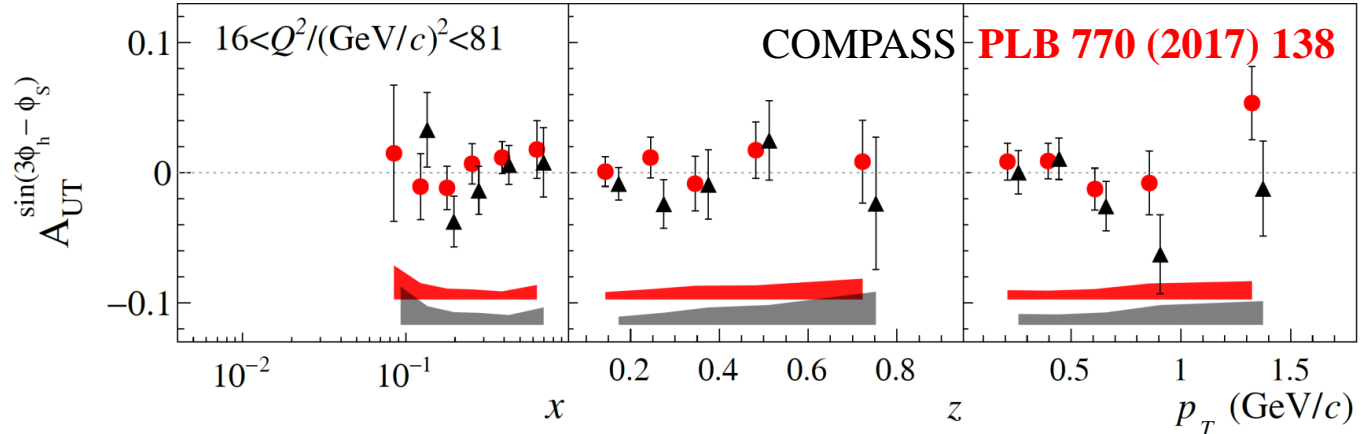 0.1
0
−0.1
A_UT^sin(3ϕ_h − ϕ_S)
16<Q²/(GeV/c)²<81
COMPASS PLB 770 (2017) 138
10⁻² 10⁻¹
x
0.2 0.4 0.6 0.8
z
0.5 1 1.5
p_T (GeV/c)